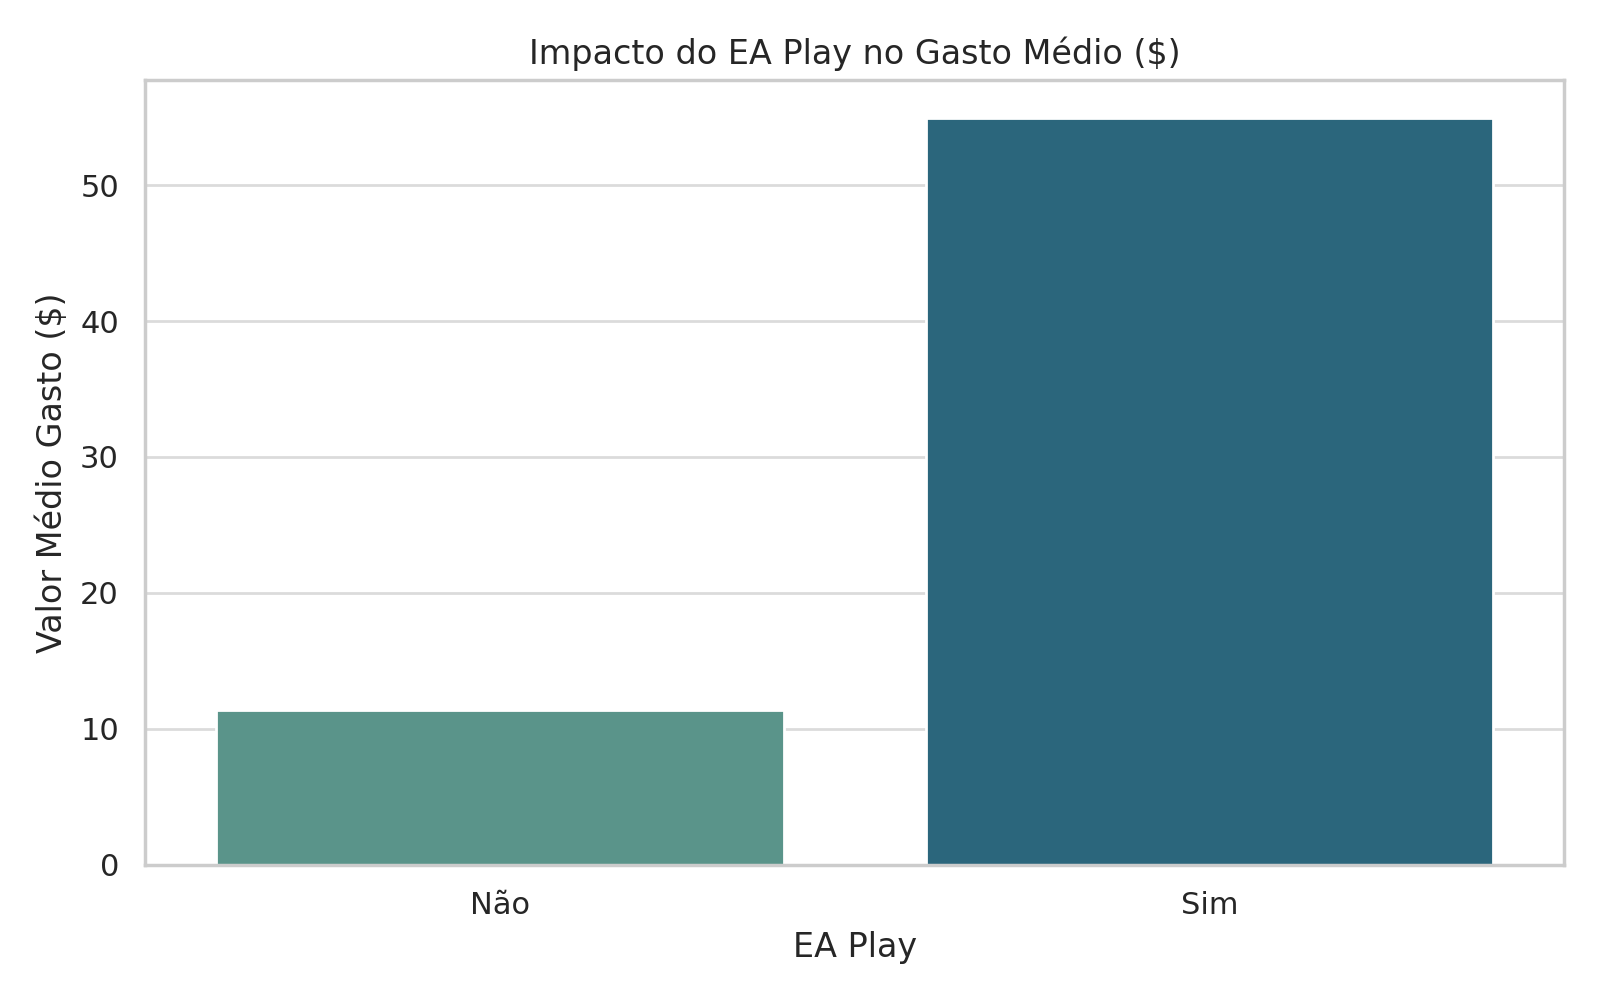 Impacto do EA Play no Gasto Médio ($)
Valor Médio Gasto ($)
50
40
30
20
10
0
Não
Sim
EA Play